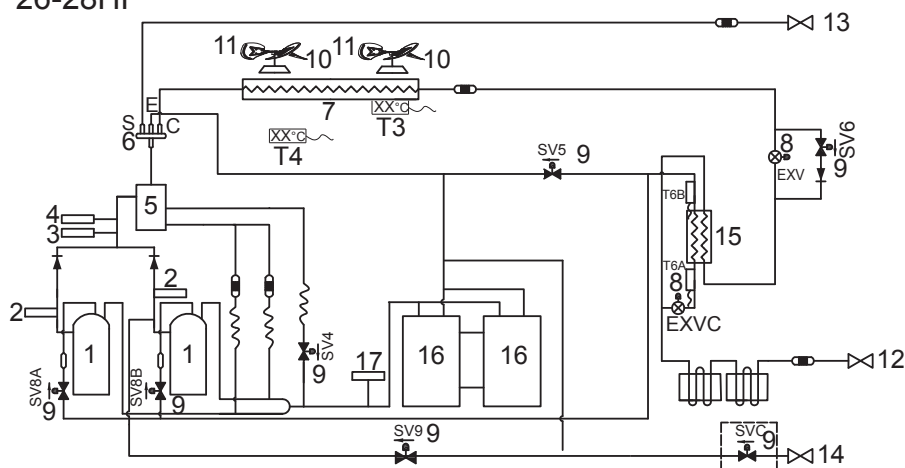 26-28HP
13
11 10 11 10
E
S C
7
XX°C
T3
6
XX°C
T4
SV5 9
8
SV6
EXV
9
4
5
T6B
3
15
2
T6A
8
2
EXVC
1 1
SV4
17
16 16
12
SV8A
9
SV8B
9
9
SV9 9
SVC 9
14